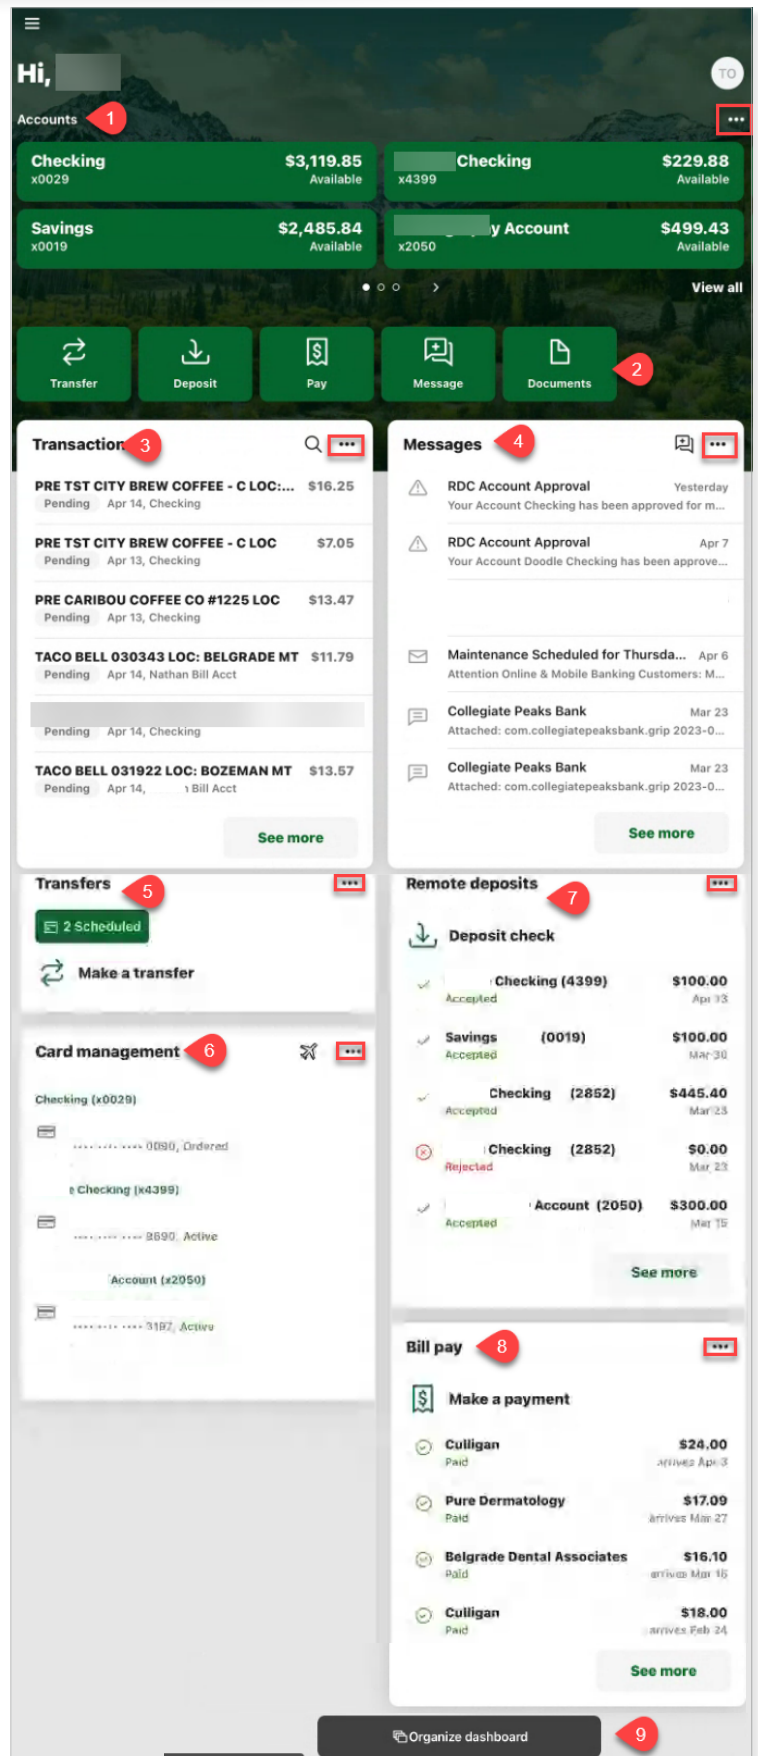 Hi,
TO
Accounts
1
Checking $3,119.85
x0029 Available
Checking $229.88
x4399 Available
Savings $2,485.84
x0019 Available
y Account $499.43
x2050 Available
View all
Transfer
Deposit
Pay
Message
Documents
2
Transaction
3
PRE TST CITY BREW COFFEE - C LOC:... $16.25
Pending Apr 14, Checking
PRE TST CITY BREW COFFEE - C LOC $7.05
Pending Apr 13, Checking
PRE CARIBOU COFFEE CO #1225 LOC $13.47
Pending Apr 13, Checking
TACO BELL 030343 LOC: BELGRADE MT $11.79
Pending Apr 14, Nathan Bill Acct
Pending Apr 14, Checking
TACO BELL 031922 LOC: BOZEMAN MT $13.57
Pending Apr 14, Bill Acct
See more
Messages
4
RDC Account Approval Yesterday
Your Account Checking has been approved for m...
RDC Account Approval Apr 7
Your Account Doodle Checking has been approve...
Maintenance Scheduled for Thursda... Apr 6
Attention Online & Mobile Banking Customers: M...
Collegiate Peaks Bank Mar 23
Attached: com.collegiatepeaksbank.grip 2023-0...
Collegiate Peaks Bank Mar 23
Attached: com.collegiatepeaksbank.grip 2023-0...
See more
Transfers
5
2 Scheduled
Make a transfer
Card management
6
Checking (x0029)
Ordered
e Checking (x4399)
8690, Active
Account (x2050)
3197, Active
Remote deposits
7
Deposit check
Checking (4399) $100.00
Accepted Apr 13
Savings (0019) $100.00
Accepted Mar 30
Checking (2852) $445.40
Accepted Mar 23
Checking (2852) $0.00
Rejected Mar 23
Account (2050) $300.00
Accepted Mar 15
See more
Bill pay
8
Make a payment
Culligan $24.00
Paid arrives Apr 3
Pure Dermatology $17.09
Paid arrives Mar 27
Belgrade Dental Associates $16.10
Paid arrives Mar 16
Culligan $18.00
Paid arrives Feb 24
See more
Organize dashboard
9